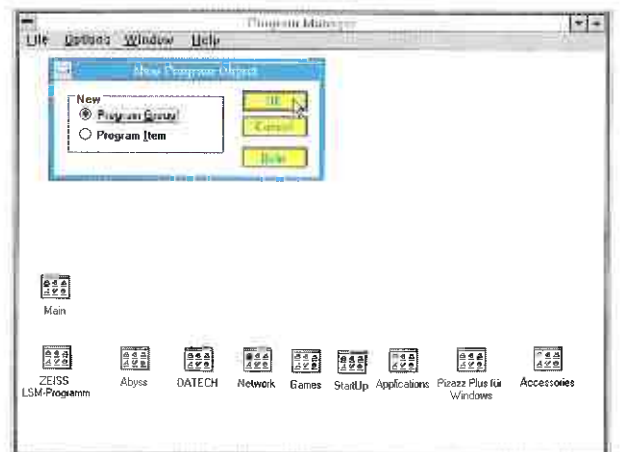 Program Manager
File Options Window Help
New Program Object
New
Program Group
Program Item
OK
Cancel
Help
Main
ZEISS LSM-Programm
Abyss
DATECH
Network
Games
StartUp
Applications
Pizazz Plus für Windows
Accessories